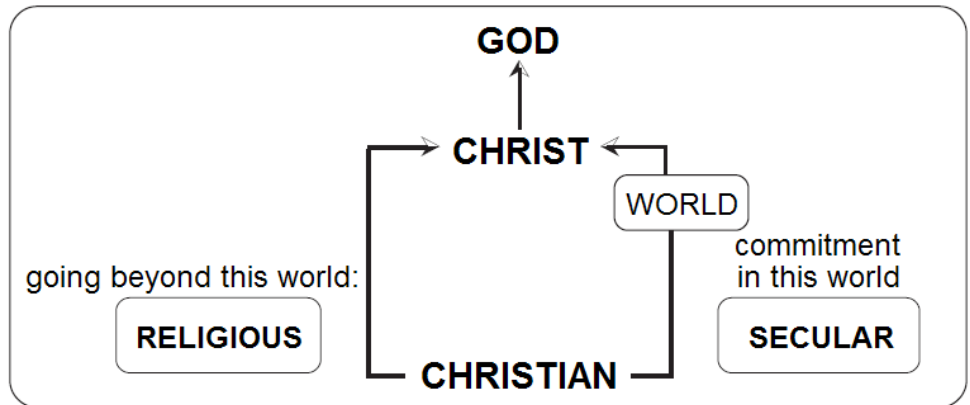 GOD
CHRIST
WORLD
going beyond this world:
RELIGIOUS
commitment
in this world
SECULAR
CHRISTIAN